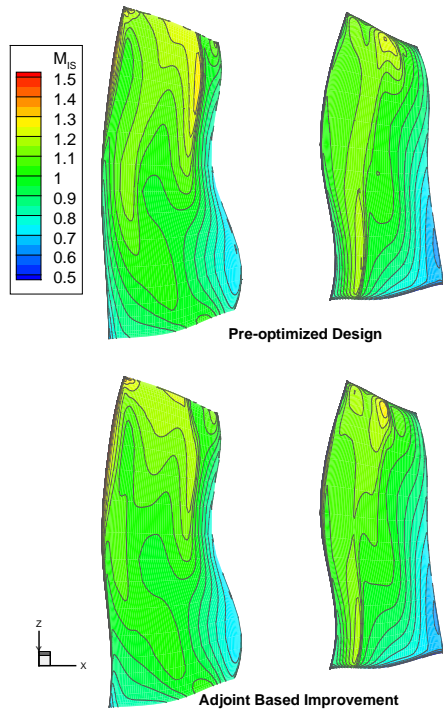 M_IS
1.5
1.4
1.3
1.2
1.1
1
0.9
0.8
0.7
0.6
0.5
Pre-optimized Design
Z
Y
X
Adjoint Based Improvement